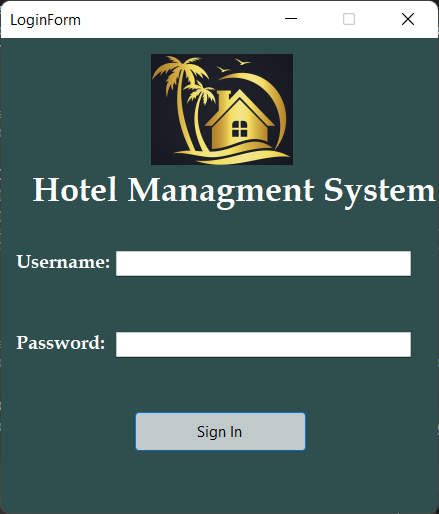 LoginForm
Hotel Managment System
Username:
Password:
Sign In